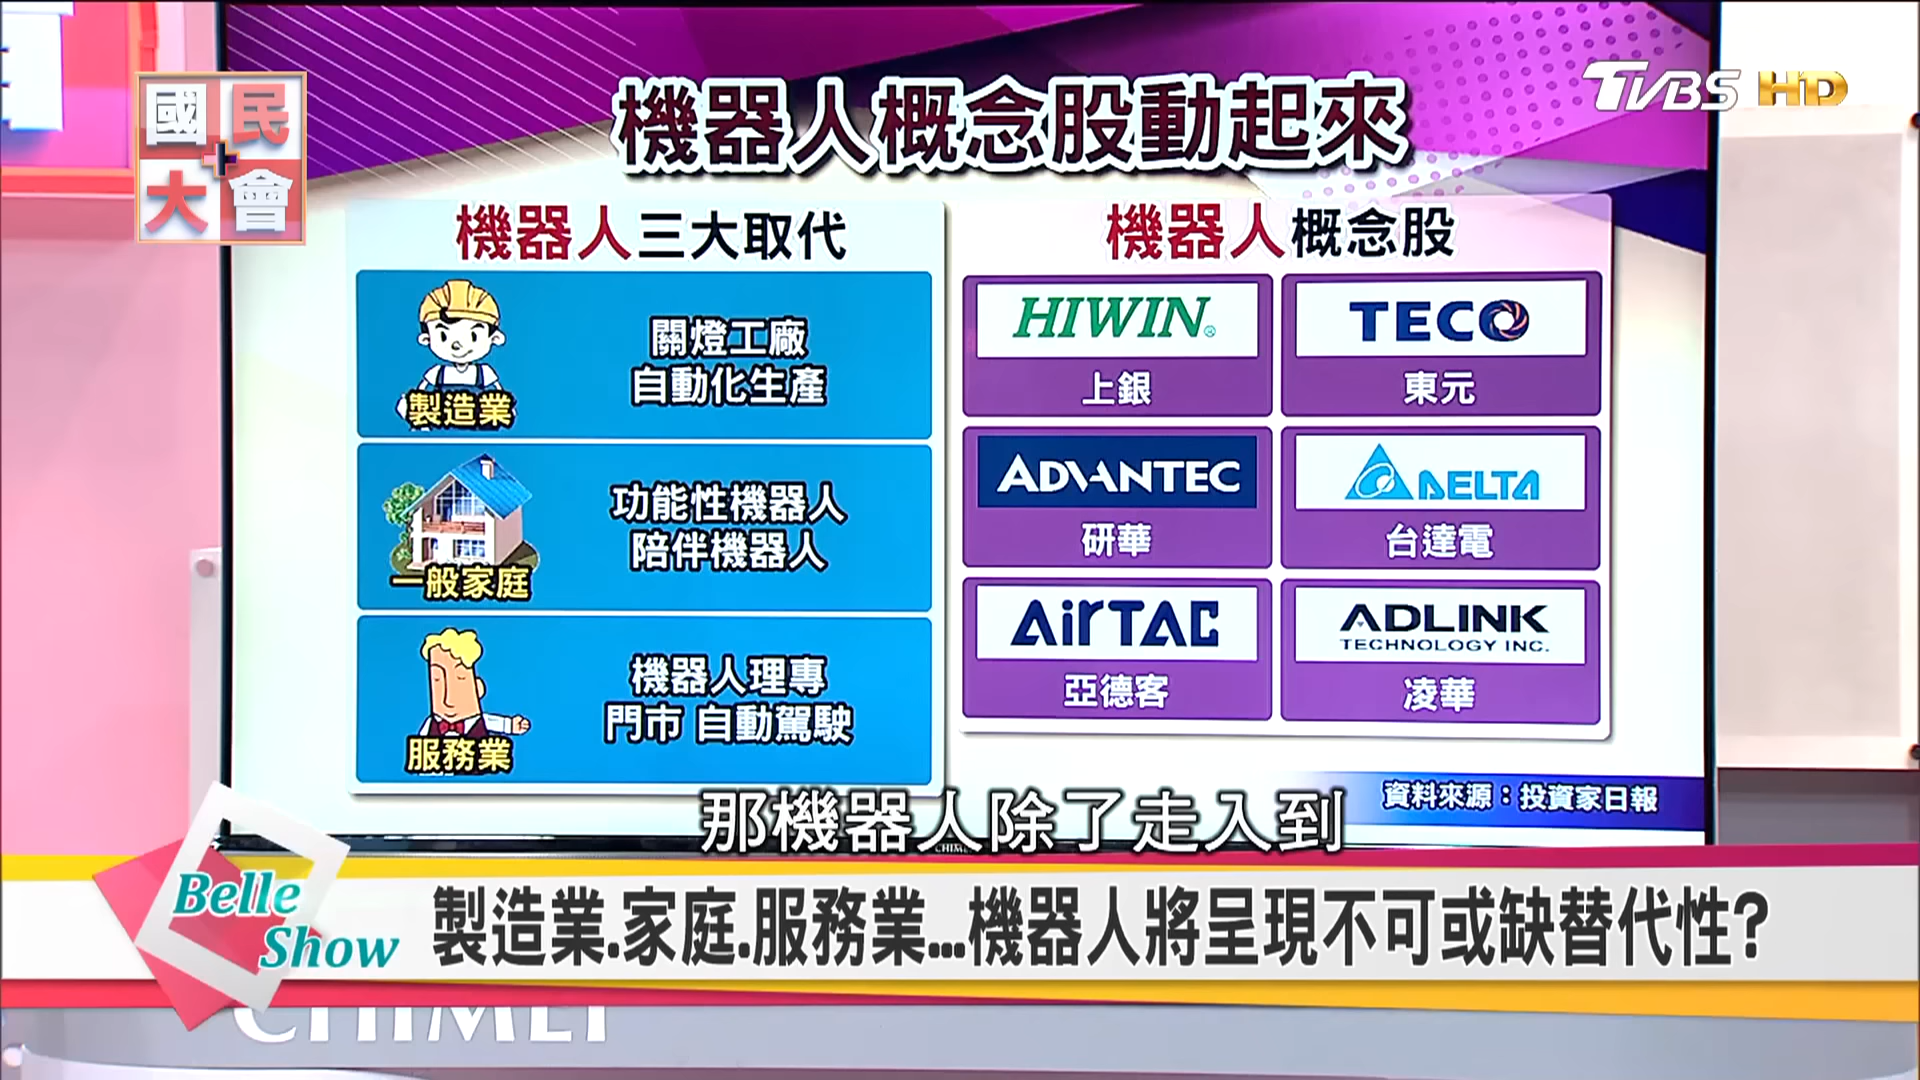 國民
大會
TVBS HD
機器人概念股動起來
機器人三大取代
關燈工廠
自動化生產
製造業
功能性機器人
陪伴機器人
一般家庭
機器人理專
門市 自動駕駛
服務業
機器人概念股
HIWIN®
上銀
TECO
東元
ADVANTEC
研華
DELTA
台達電
AirTAC
亞德客
ADLINK
TECHNOLOGY INC.
凌華
資料來源：投資家日報
那機器人除了走入到
Belle
Show
製造業.家庭.服務業...機器人將呈現不可或缺替代性?
CHIMEI